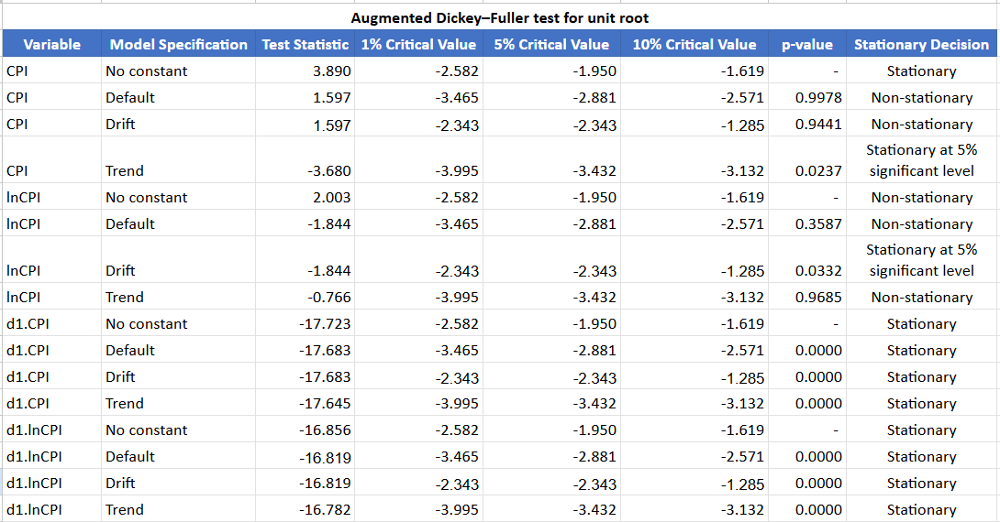 Augmented Dickey–Fuller test for unit root
Variable Model Specification Test Statistic 1% Critical Value 5% Critical Value 10% Critical Value p-value Stationary Decision
CPI No constant 3.890 -2.582 -1.950 -1.619 - Stationary
CPI Default 1.597 -3.465 -2.881 -2.571 0.9978 Non-stationary
CPI Drift 1.597 -2.343 -2.343 -1.285 0.9441 Non-stationary
CPI Trend -3.680 -3.995 -3.432 -3.132 0.0237 Stationary at 5%
significant level
lnCPI No constant 2.003 -2.582 -1.950 -1.619 - Non-stationary
lnCPI Default -1.844 -3.465 -2.881 -2.571 0.3587 Non-stationary
lnCPI Drift -1.844 -2.343 -2.343 -1.285 0.0332 Stationary at 5%
significant level
lnCPI Trend -0.766 -3.995 -3.432 -3.132 0.9685 Non-stationary
d1.CPI No constant -17.723 -2.582 -1.950 -1.619 - Stationary
d1.CPI Default -17.683 -3.465 -2.881 -2.571 0.0000 Stationary
d1.CPI Drift -17.683 -2.343 -2.343 -1.285 0.0000 Stationary
d1.CPI Trend -17.645 -3.995 -3.432 -3.132 0.0000 Stationary
d1.lnCPI No constant -16.856 -2.582 -1.950 -1.619 - Stationary
d1.lnCPI Default -16.819 -3.465 -2.881 -2.571 0.0000 Stationary
d1.lnCPI Drift -16.819 -2.343 -2.343 -1.285 0.0000 Stationary
d1.lnCPI Trend -16.782 -3.995 -3.432 -3.132 0.0000 Stationary